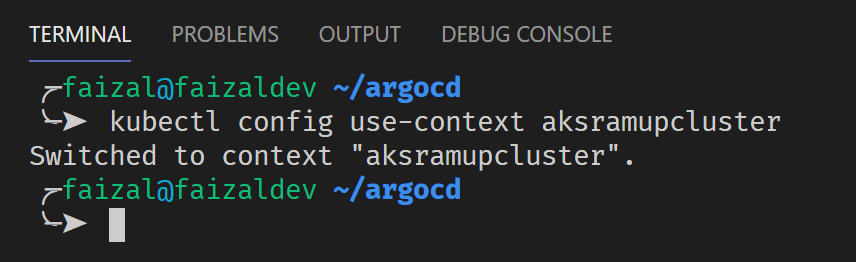 TERMINAL PROBLEMS OUTPUT DEBUG CONSOLE
╭─faizal@faizaldev ~/argocd
╰─➤ kubectl config use-context aksramupcluster
Switched to context "aksramupcluster".
╭─faizal@faizaldev ~/argocd
╰─➤